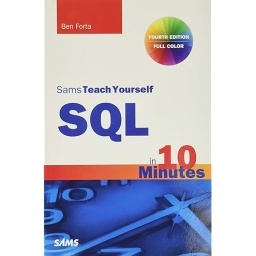 Ben Forta
FOURTH EDITION
FULL COLOR
Sams Teach Yourself
SQL
in 10
Minutes
SAMS